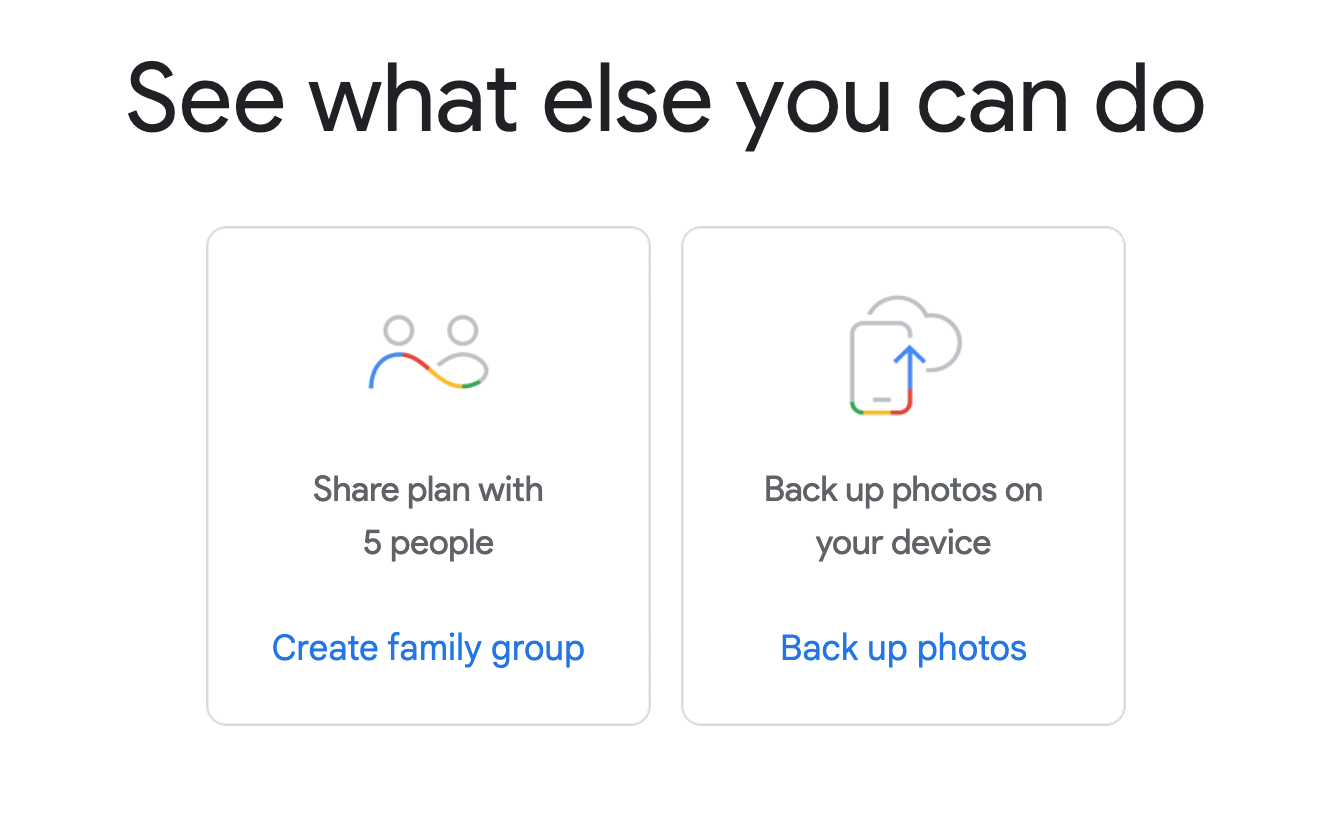 See what else you can do
Share plan with
5 people
Create family group
Back up photos on
your device
Back up photos